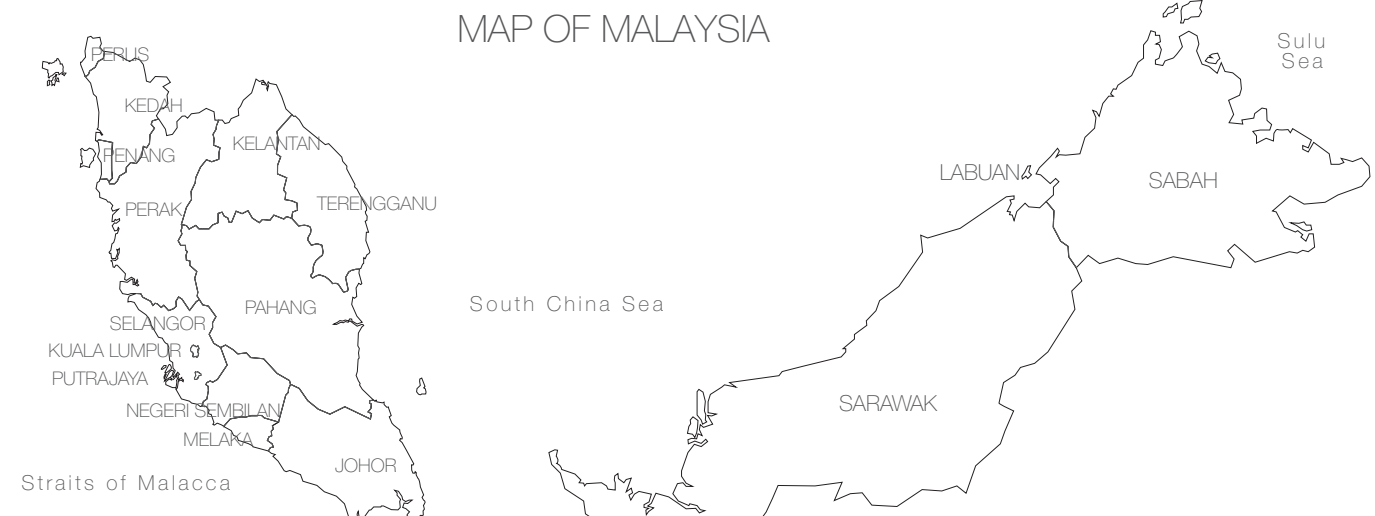 MAP OF MALAYSIA
Sulu
Sea
PERUS
KEDAH
KELANTAN
PENANG
LABUAN
SABAH
TERENGGANU
PERAK
South China Sea
PAHANG
SELANGOR
KUALA LUMPUR
PUTRAJAYA
SARAWAK
NEGERI SEMBILAN
MELAKA
JOHOR
Straits of Malacca